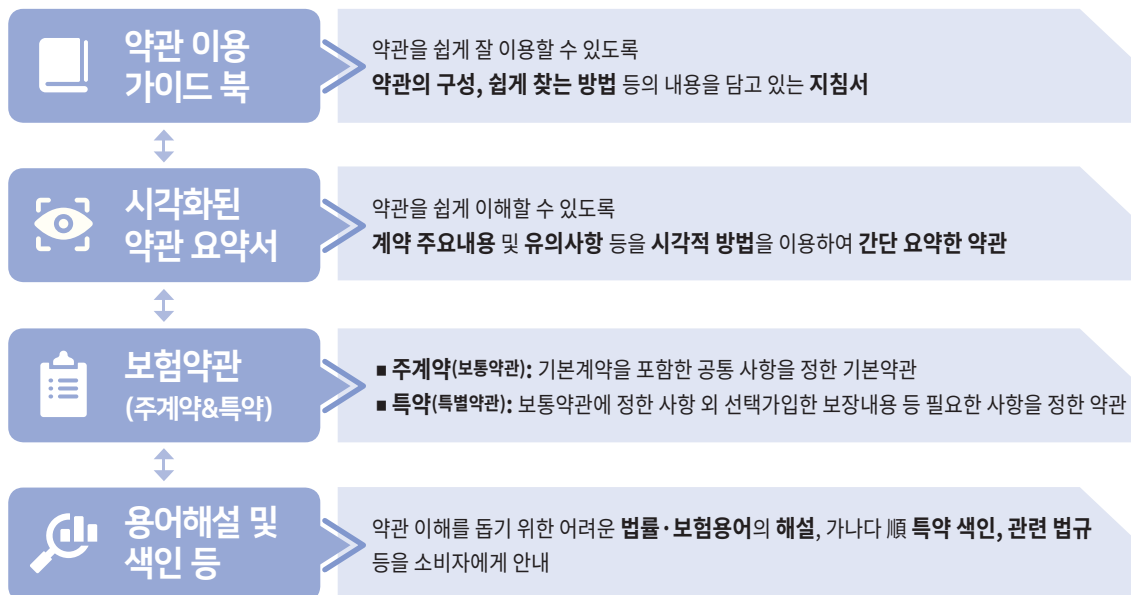 약관 이용
가이드 북
약관을 쉽게 잘 이용할 수 있도록
약관의 구성, 쉽게 찾는 방법 등의 내용을 담고 있는 지침서
시각화된
약관 요약서
약관을 쉽게 이해할 수 있도록
계약 주요내용 및 유의사항 등을 시각적 방법을 이용하여 간단 요약한 약관
보험약관
(주계약&특약)
■ 주계약(보통약관): 기본계약을 포함한 공통 사항을 정한 기본약관
■ 특약(특별약관): 보통약관에 정한 사항 외 선택가입한 보장내용 등 필요한 사항을 정한 약관
용어해설 및
색인 등
약관 이해를 돕기 위한 어려운 법률·보험용어의 해설, 가나다 順 특약 색인, 관련 법규
등을 소비자에게 안내